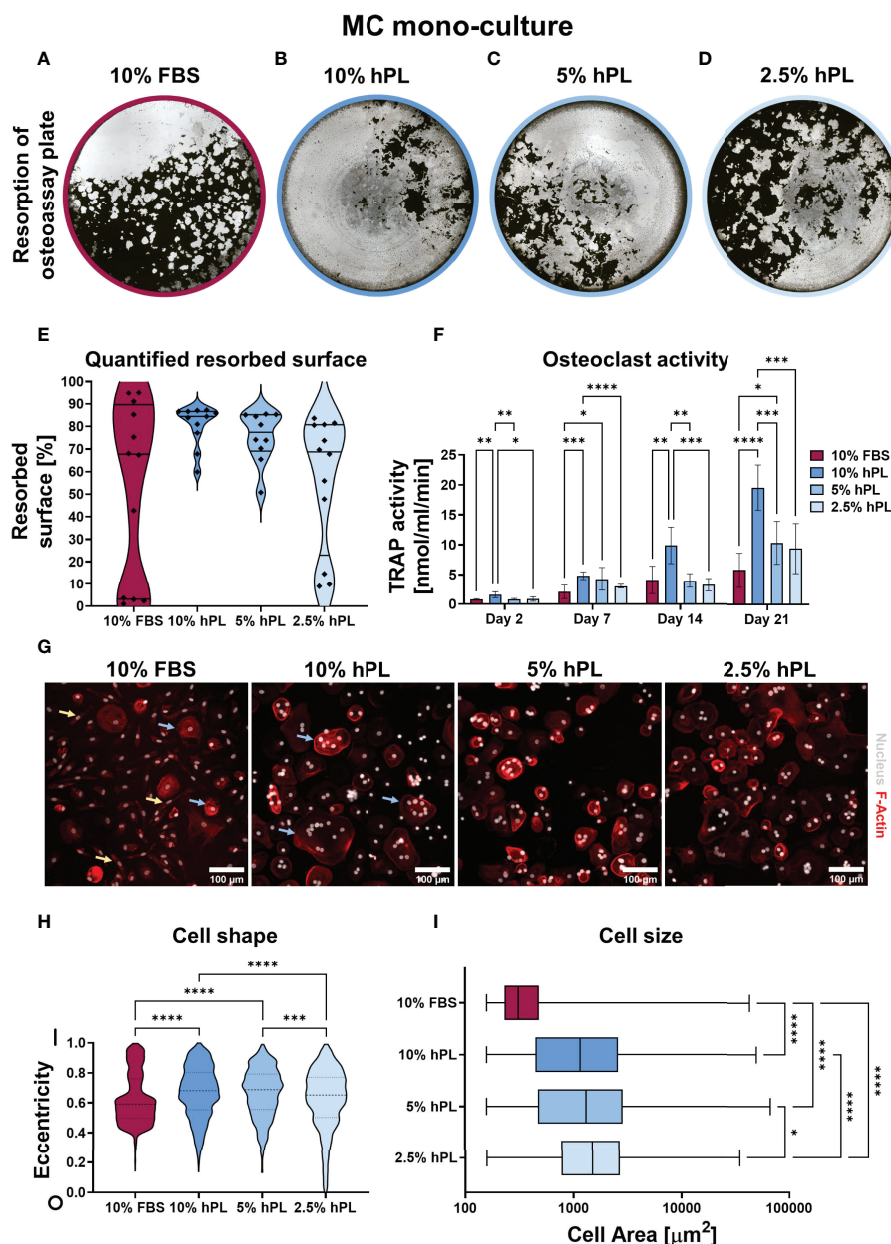 MC mono-culture
A
10% FBS
B
10% hPL
C
5% hPL
D
2.5% hPL
Resorption of
osteoassay plate
E
Quantified resorbed surface
Resorbed
surface [%]
100
90
80
70
60
50
40
30
20
10
0
10% FBS 10% hPL 5% hPL 2.5% hPL
F
Osteoclast activity
TRAP activity
[nmol/ml/min]
25
20
15
10
5
0
** ** *
*** * **** ****
** ** ***
**** * *** ***
Day 2 Day 7 Day 14 Day 21
10% FBS
10% hPL
5% hPL
2.5% hPL
G
10% FBS 10% hPL 5% hPL 2.5% hPL
100 µm 100 µm 100 µm 100 µm
Nucleus F-Actin
H
Cell shape
****
****
**** ***
I
Eccentricity
O
1.0
0.8
0.6
0.4
0.2
0.0
10% FBS 10% hPL 5% hPL 2.5% hPL
I
Cell size
10% FBS
10% hPL
5% hPL
2.5% hPL
****
****
*
****
****
100 1000 10000 100000
Cell Area [µm²]